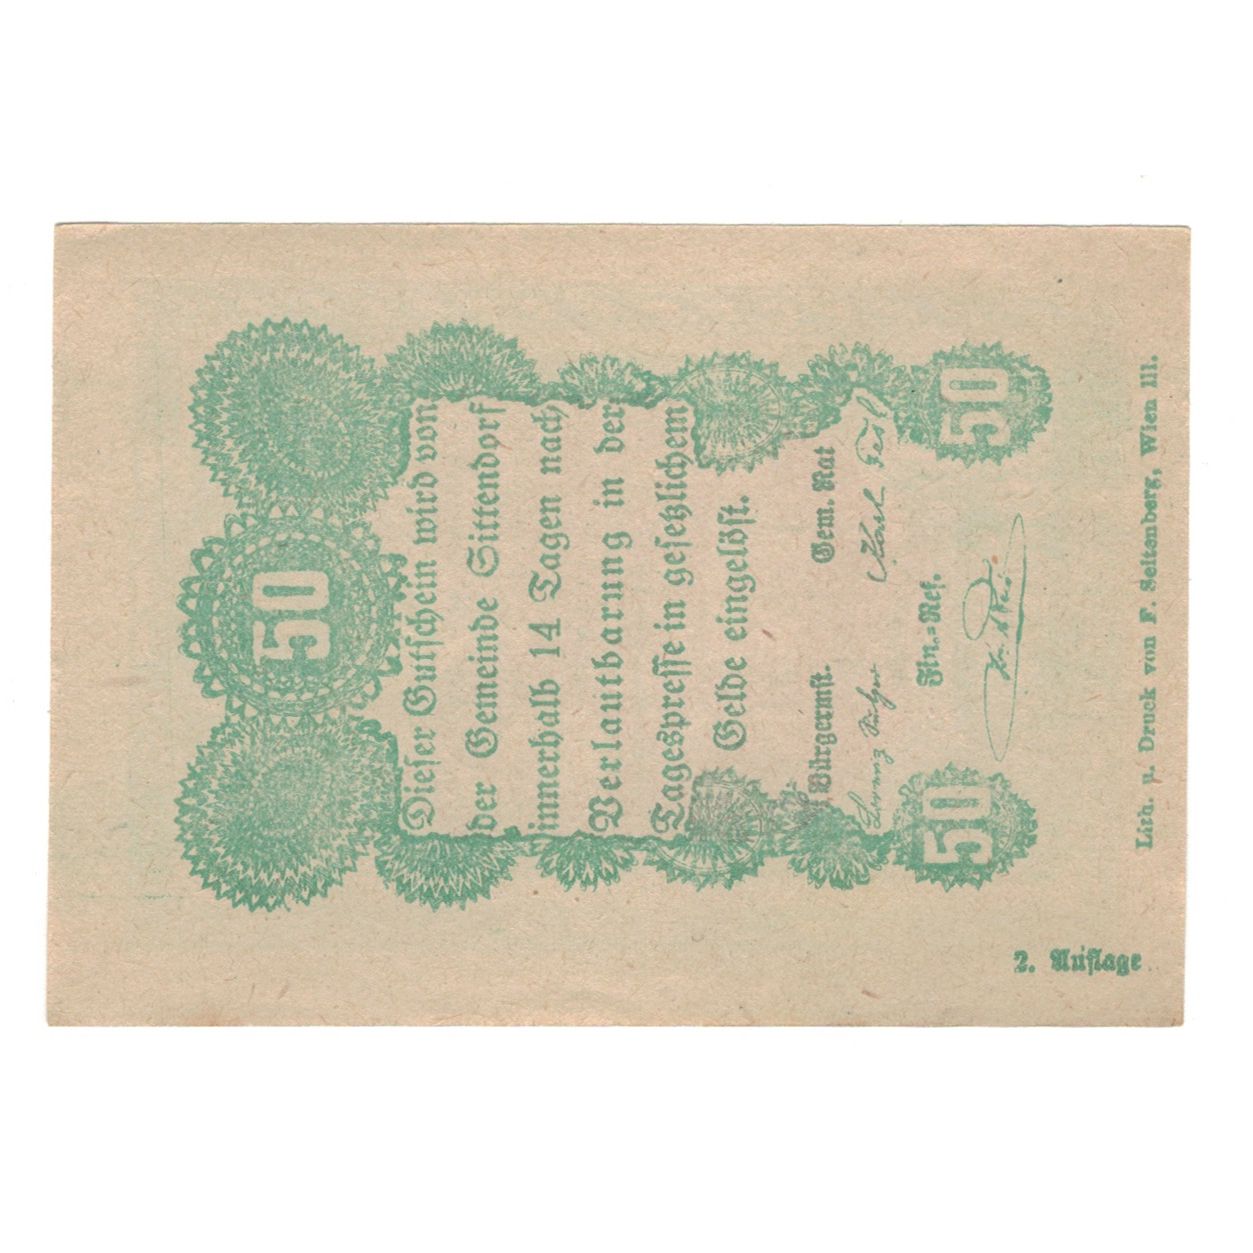 50
Dieser Gutschein wird von
der Gemeinde Sittendorf
innerhalb 14 Tagen nach
Verlautbarung in der
Tagespresse in gesetzlichem
Gelde eingelöst.
Bürgermst. Gem. Rat
Karl
Fin.=Ref.
50 50
Lith. u. Druck von F. Seitenberg, Wien III.
2. Auflage